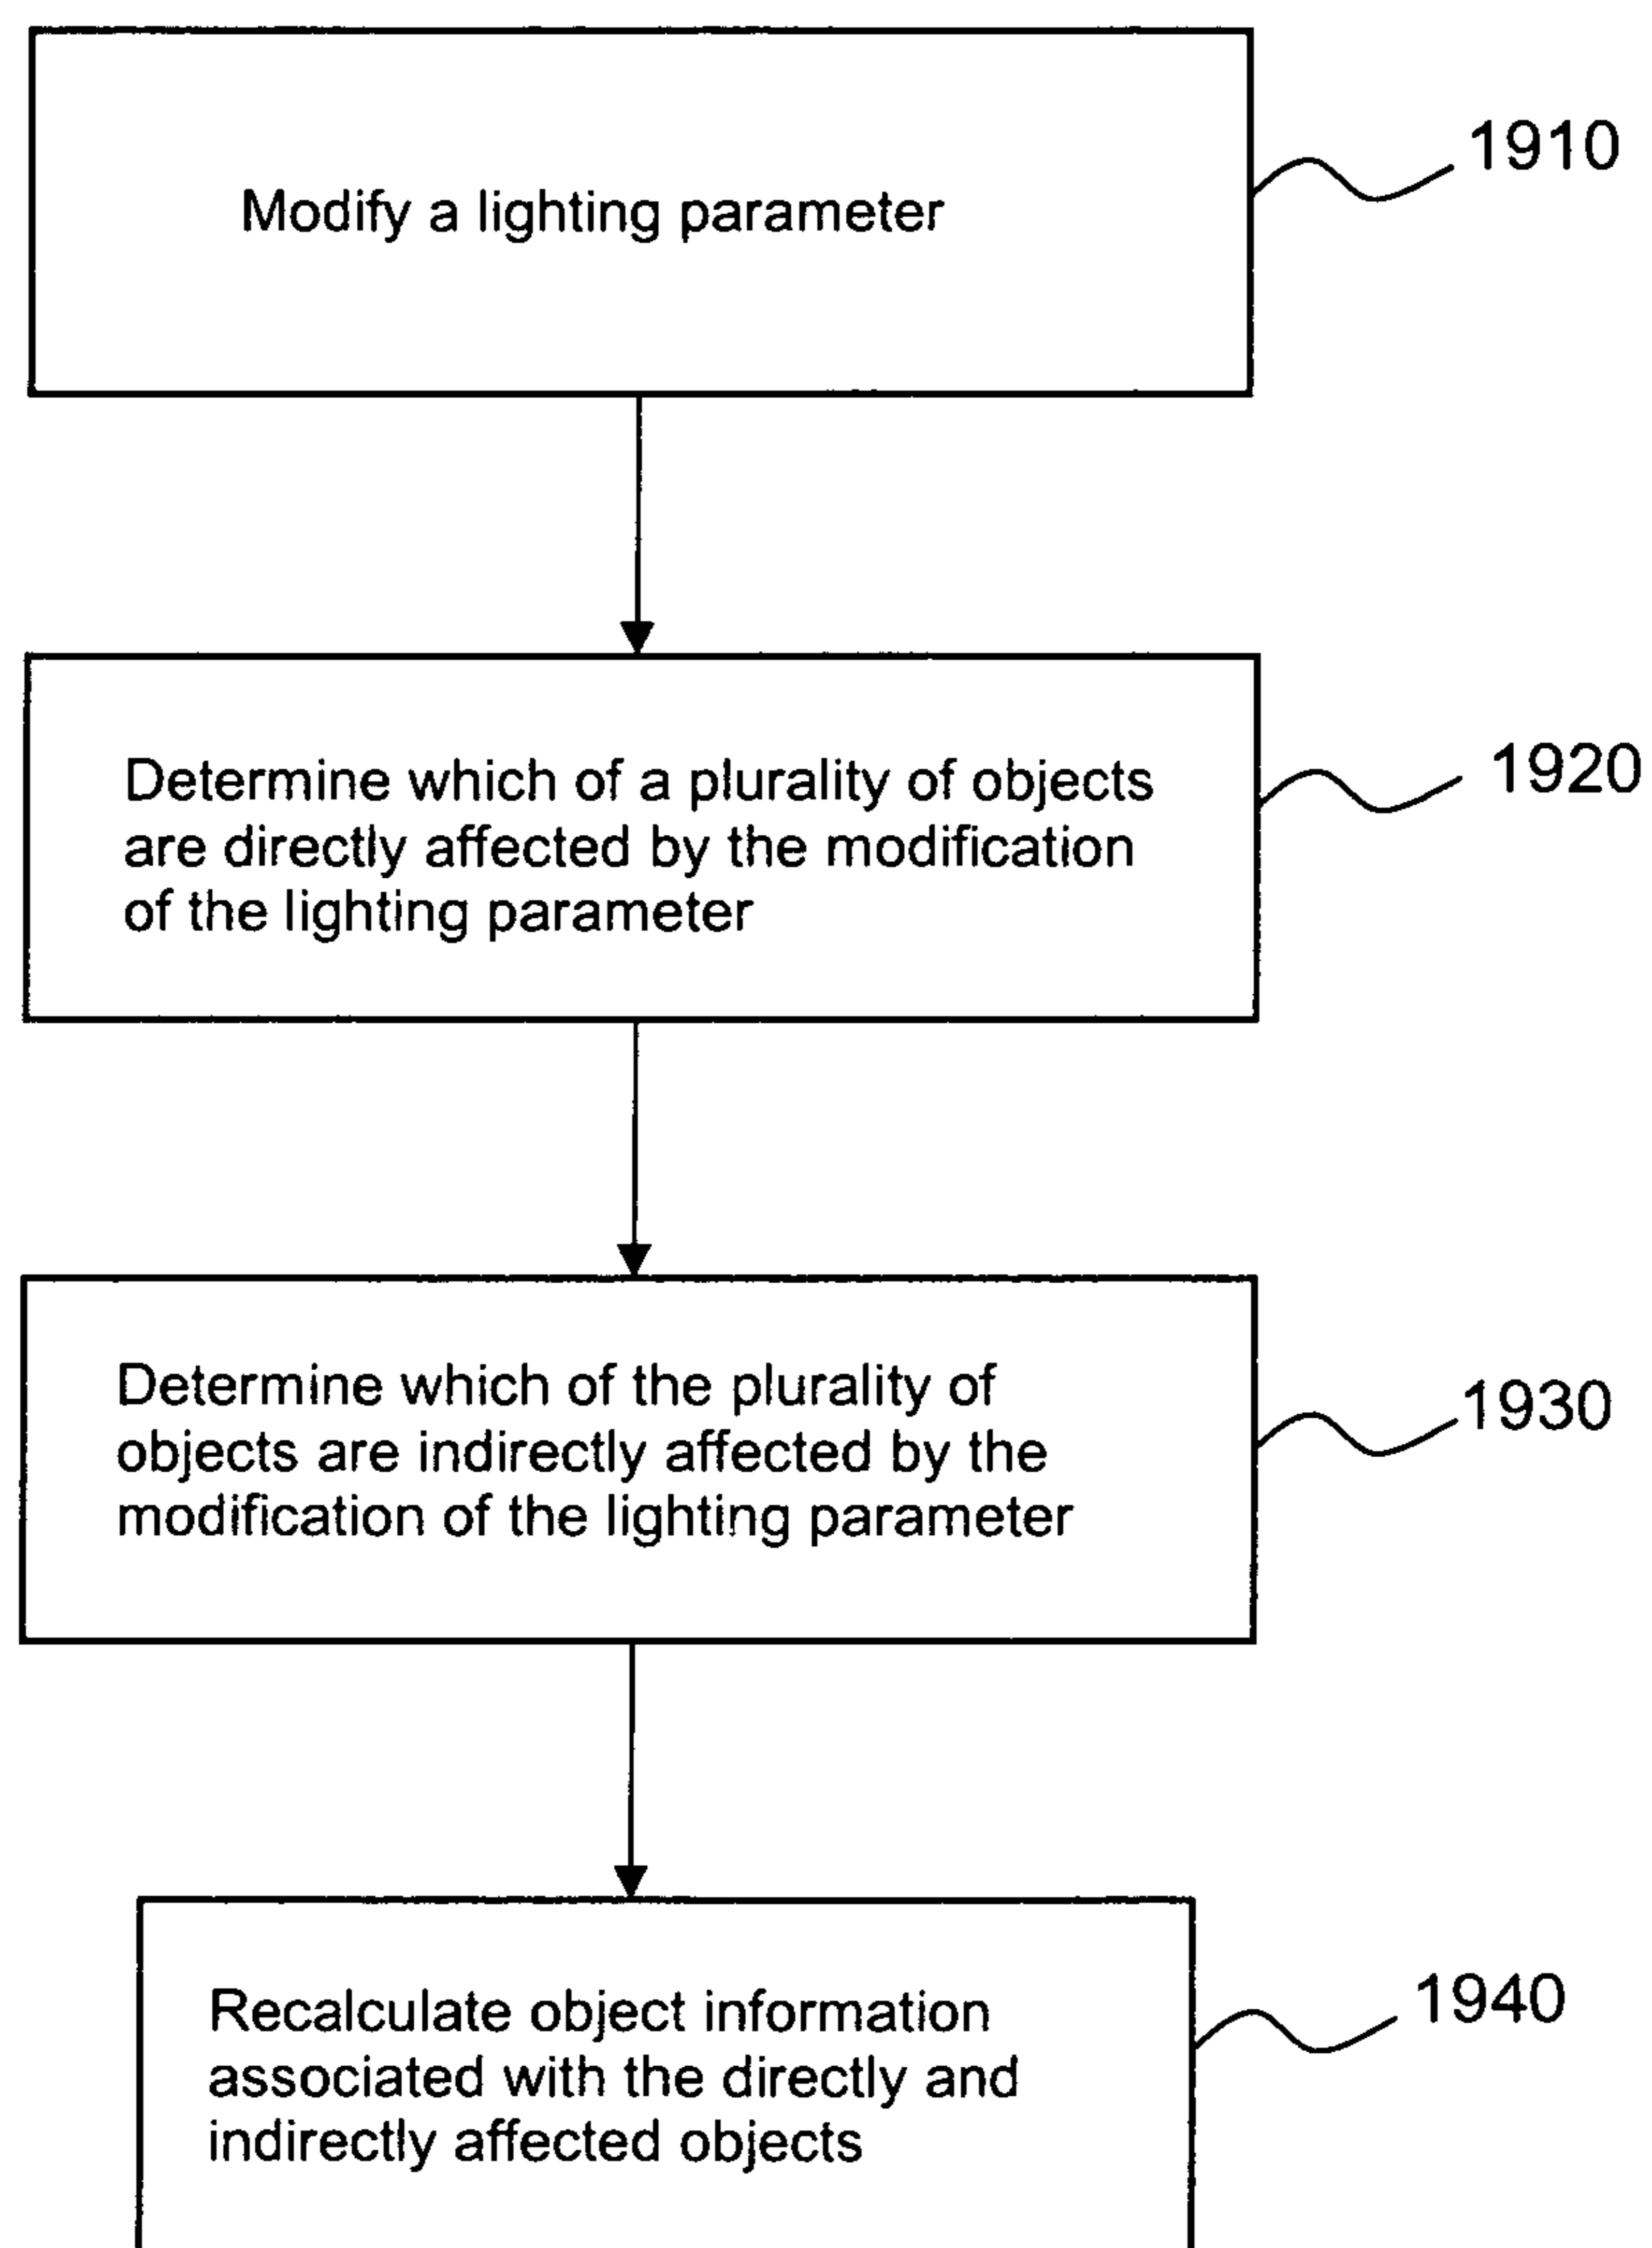 Modify a lighting parameter
1910
Determine which of a plurality of objects
are directly affected by the modification
of the lighting parameter
1920
Determine which of the plurality of
objects are indirectly affected by the
modification of the lighting parameter
1930
Recalculate object information
associated with the directly and
indirectly affected objects
1940